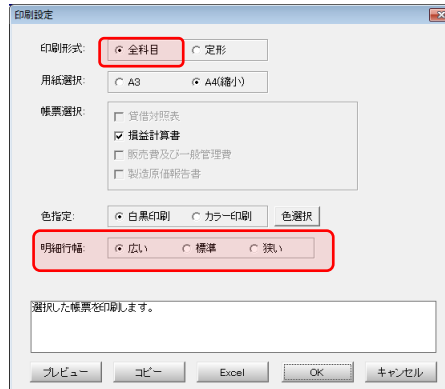 印刷設定
印刷形式: 全科目 定形
用紙選択: A3 A4(縮小)
帳票選択: 貸借対照表
損益計算書
販売費及び一般管理費
製造原価報告書
色指定: 白黒印刷 カラー印刷 色選択
明細行幅: 広い 標準 狭い
選択した帳票を印刷します。
プレビュー コピー Excel OK キャンセル